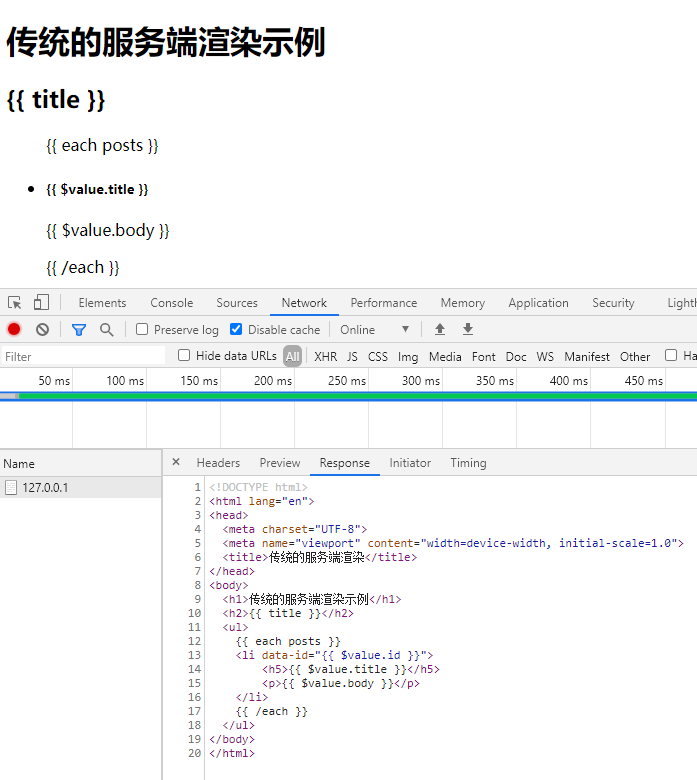 传统的服务端渲染示例
{{ title }}
{{ each posts }}
{{ $value.title }}
{{ $value.body }}
{{ /each }}
Elements Console Sources Network Performance Memory Application Security Lighth
Preserve log Disable cache Online
Filter Hide data URLs All XHR JS CSS Img Media Font Doc WS Manifest Other Ha
50 ms 100 ms 150 ms 200 ms 250 ms 300 ms 350 ms 400 ms 450 ms
Name × Headers Preview Response Initiator Timing
127.0.0.1
1 <!DOCTYPE html>
2 <html lang="en">
3 <head>
4 <meta charset="UTF-8">
5 <meta name="viewport" content="width=device-width, initial-scale=1.0">
6 <title>传统的服务端渲染</title>
7 </head>
8 <body>
9 <h1>传统的服务端渲染示例</h1>
10 <h2>{{ title }}</h2>
11 <ul>
12 {{ each posts }}
13 <li data-id="{{ $value.id }}">
14 <h5>{{ $value.title }}</h5>
15 <p>{{ $value.body }}</p>
16 </li>
17 {{ /each }}
18 </ul>
19 </body>
20 </html>